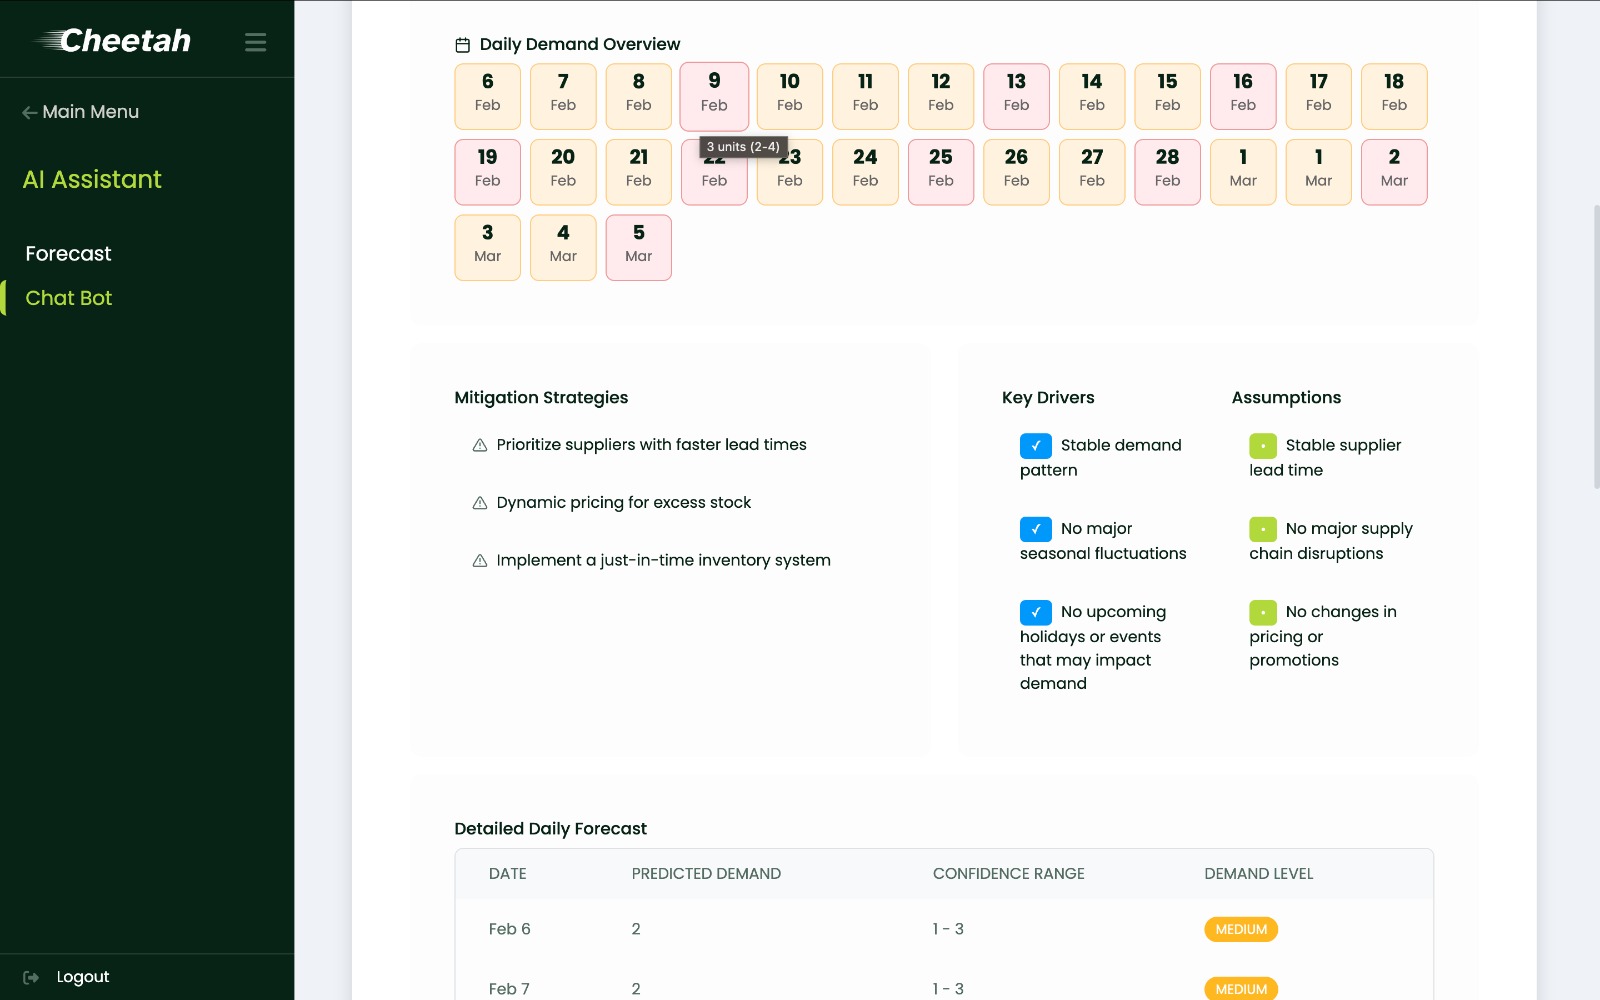 Cheetah
Main Menu
AI Assistant
Forecast
Chat Bot
Logout
Daily Demand Overview
6 7 8 9 10 11 12 13 14 15 16 17 18
Feb Feb Feb Feb Feb Feb Feb Feb Feb Feb Feb Feb Feb
3 units (2-4)
19 20 21 22 23 24 25 26 27 28 1 1 2
Feb Feb Feb Feb Feb Feb Feb Feb Feb Feb Mar Mar Mar
3 4 5
Mar Mar Mar
Mitigation Strategies
Prioritize suppliers with faster lead times
Dynamic pricing for excess stock
Implement a just-in-time inventory system
Key Drivers
Stable demand
pattern
No major
seasonal fluctuations
No upcoming
holidays or events
that may impact
demand
Assumptions
Stable supplier
lead time
No major supply
chain disruptions
No changes in
pricing or
promotions
Detailed Daily Forecast
DATE PREDICTED DEMAND CONFIDENCE RANGE DEMAND LEVEL
Feb 6 2 1 - 3 MEDIUM
Feb 7 2 1 - 3 MEDIUM